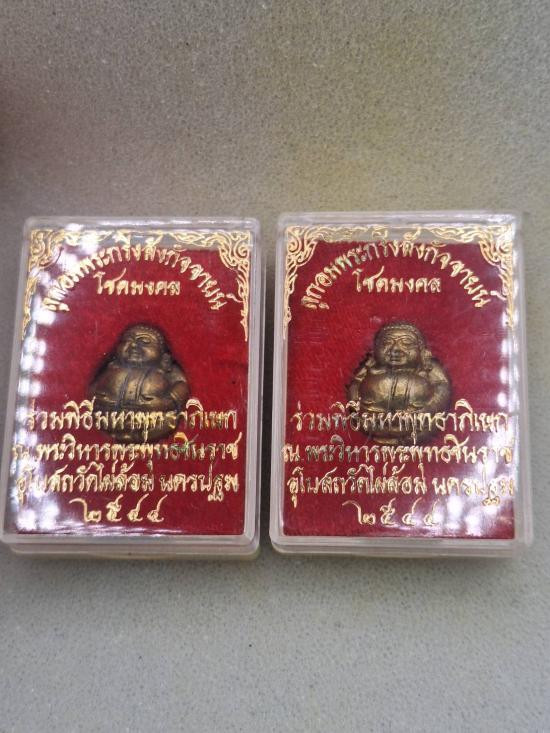 ลูกอมพระกริ่งสังกัจจายน์
โชคมงคล
ร่วมพิธีมหาพุทธาภิเษก
ณ.พระวิหารพระพุทธชินราช
อุโบสถวัดไผ่ล้อม นครปฐม
๒๕๔๔
ลูกอมพระกริ่งสังกัจจายน์
โชคมงคล
ร่วมพิธีมหาพุทธาภิเษก
ณ.พระวิหารพระพุทธชินราช
อุโบสถวัดไผ่ล้อม นครปฐม
๒๕๔๔